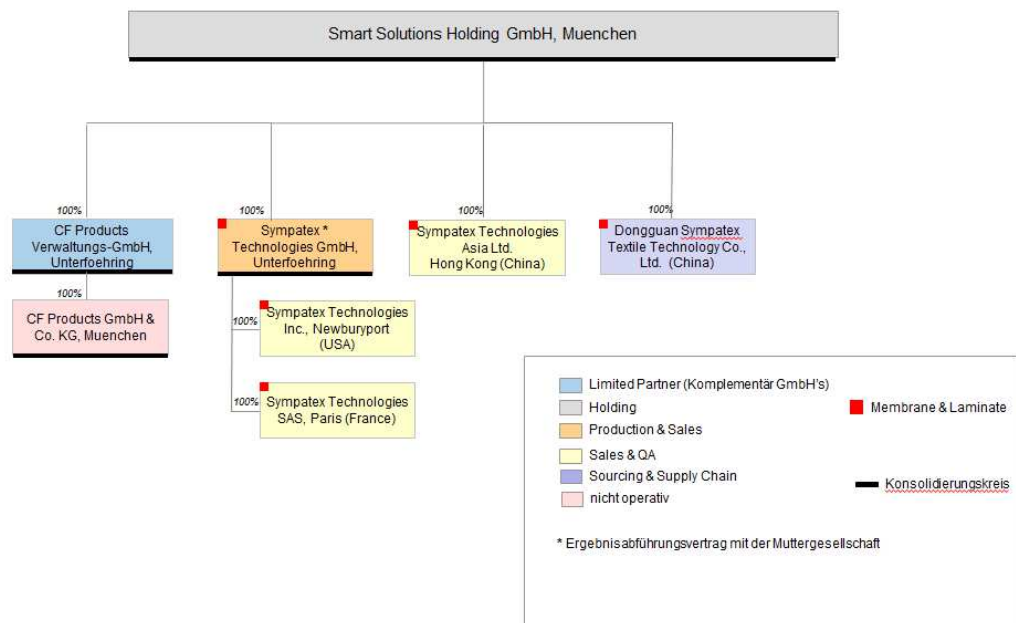 Smart Solutions Holding GmbH, Muenchen
100%
100%
100%
100%
CF Products
Verwaltungs-GmbH,
Unterfoehring
Sympatex *
Technologies GmbH,
Unterfoehring
Sympatex Technologies
Asia Ltd.
Hong Kong (China)
Dongguan Sympatex
Textile Technology Co.,
Ltd. (China)
100%
CF Products GmbH &
Co. KG, Muenchen
100%
Sympatex Technologies
Inc., Newburyport
(USA)
100%
Sympatex Technologies
SAS, Paris (France)
Limited Partner (Komplementär GmbH's)
Holding
Production & Sales
Sales & QA
Sourcing & Supply Chain
nicht operativ
Membrane & Laminate
Konsolidierungskreis
* Ergebnisabführungsvertrag mit der Muttergesellschaft